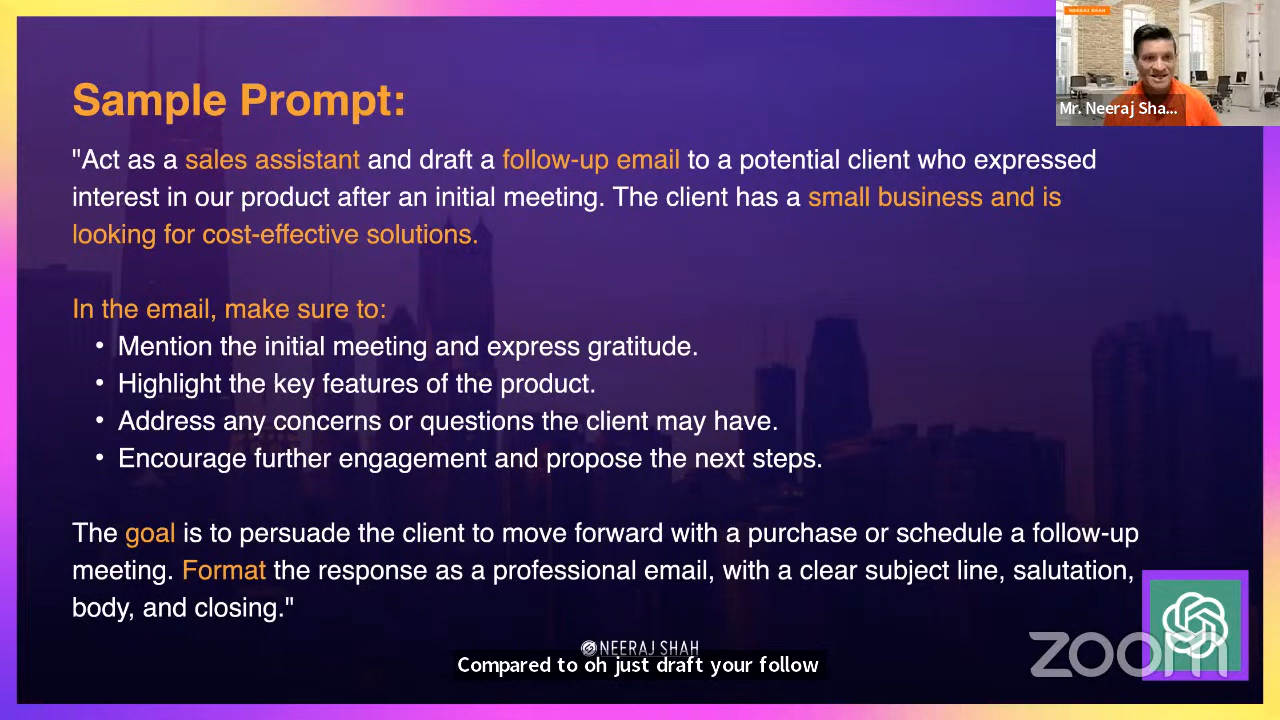 NEERAJ SHAH
Mr. Neeraj Sha...
Sample Prompt:
"Act as a sales assistant and draft a follow-up email to a potential client who expressed
interest in our product after an initial meeting. The client has a small business and is
looking for cost-effective solutions.
In the email, make sure to:
• Mention the initial meeting and express gratitude.
• Highlight the key features of the product.
• Address any concerns or questions the client may have.
• Encourage further engagement and propose the next steps.
The goal is to persuade the client to move forward with a purchase or schedule a follow-up
meeting. Format the response as a professional email, with a clear subject line, salutation,
body, and closing."
NEERAJ SHAH
Compared to oh just draft your follow
zoom